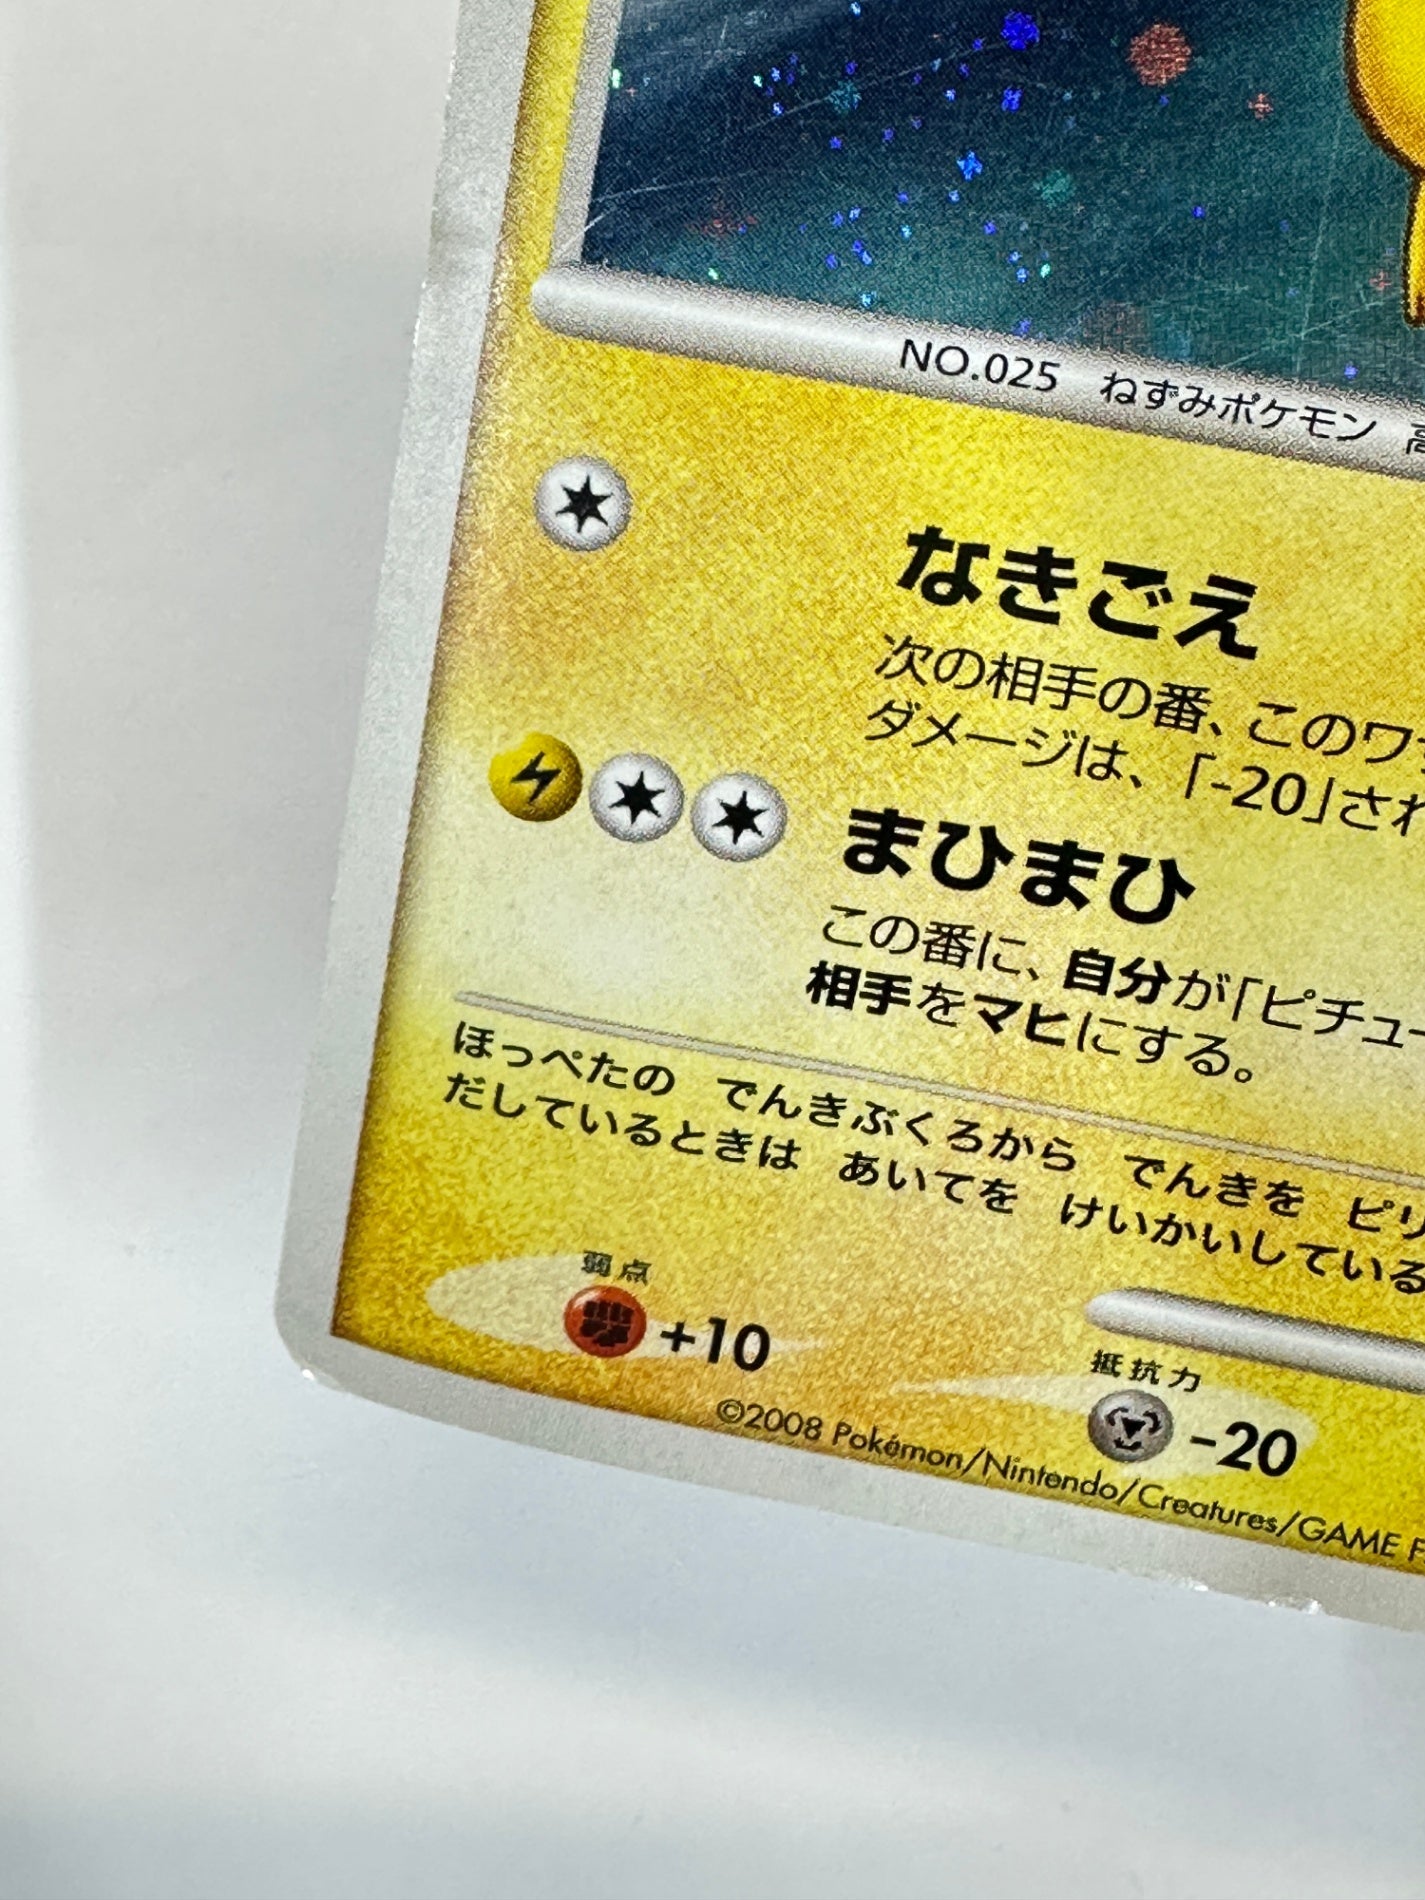 NO.025 ねずみポケモン 高
なきごえ
次の相手の番、このワ
ダメージは、「-20」され
まひまひ
この番に、自分が「ピチュー
相手をマヒにする。
ほっぺたの でんきぶくろから でんきを ピリ
だしているときは あいてを けいかいしている
弱点
+10
抵抗力
-20
©2008 Pokémon/Nintendo/Creatures/GAME F